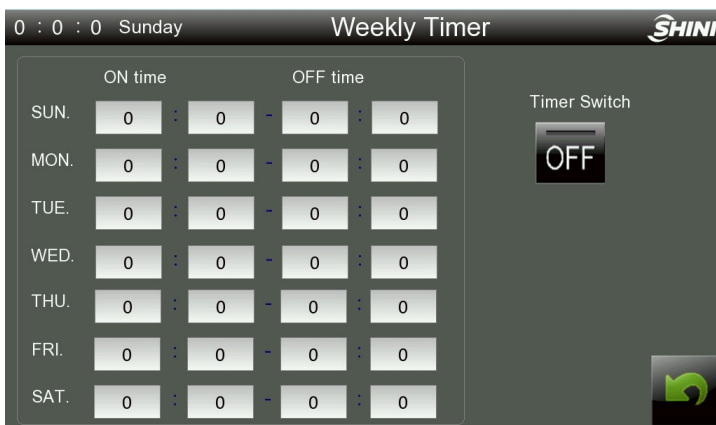 0 : 0 : 0 Sunday Weekly Timer SHINI
ON time OFF time
Timer Switch
SUN. 0 : 0 - 0 : 0
OFF
MON. 0 : 0 - 0 : 0
TUE. 0 : 0 - 0 : 0
WED. 0 : 0 - 0 : 0
THU. 0 : 0 - 0 : 0
FRI. 0 : 0 - 0 : 0
SAT. 0 : 0 - 0 : 0